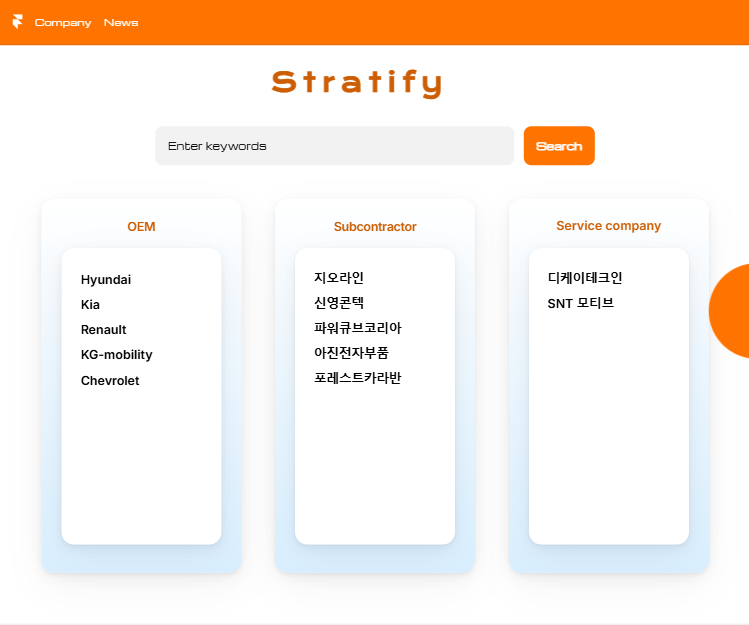 Company News
Stratify
Enter keywords
Search
OEM
Hyundai
Kia
Renault
KG-mobility
Chevrolet
Subcontractor
지오라인
신영콘텍
파워큐브코리아
아진전자부품
포레스트카라반
Service company
디케이테크인
SNT 모티브